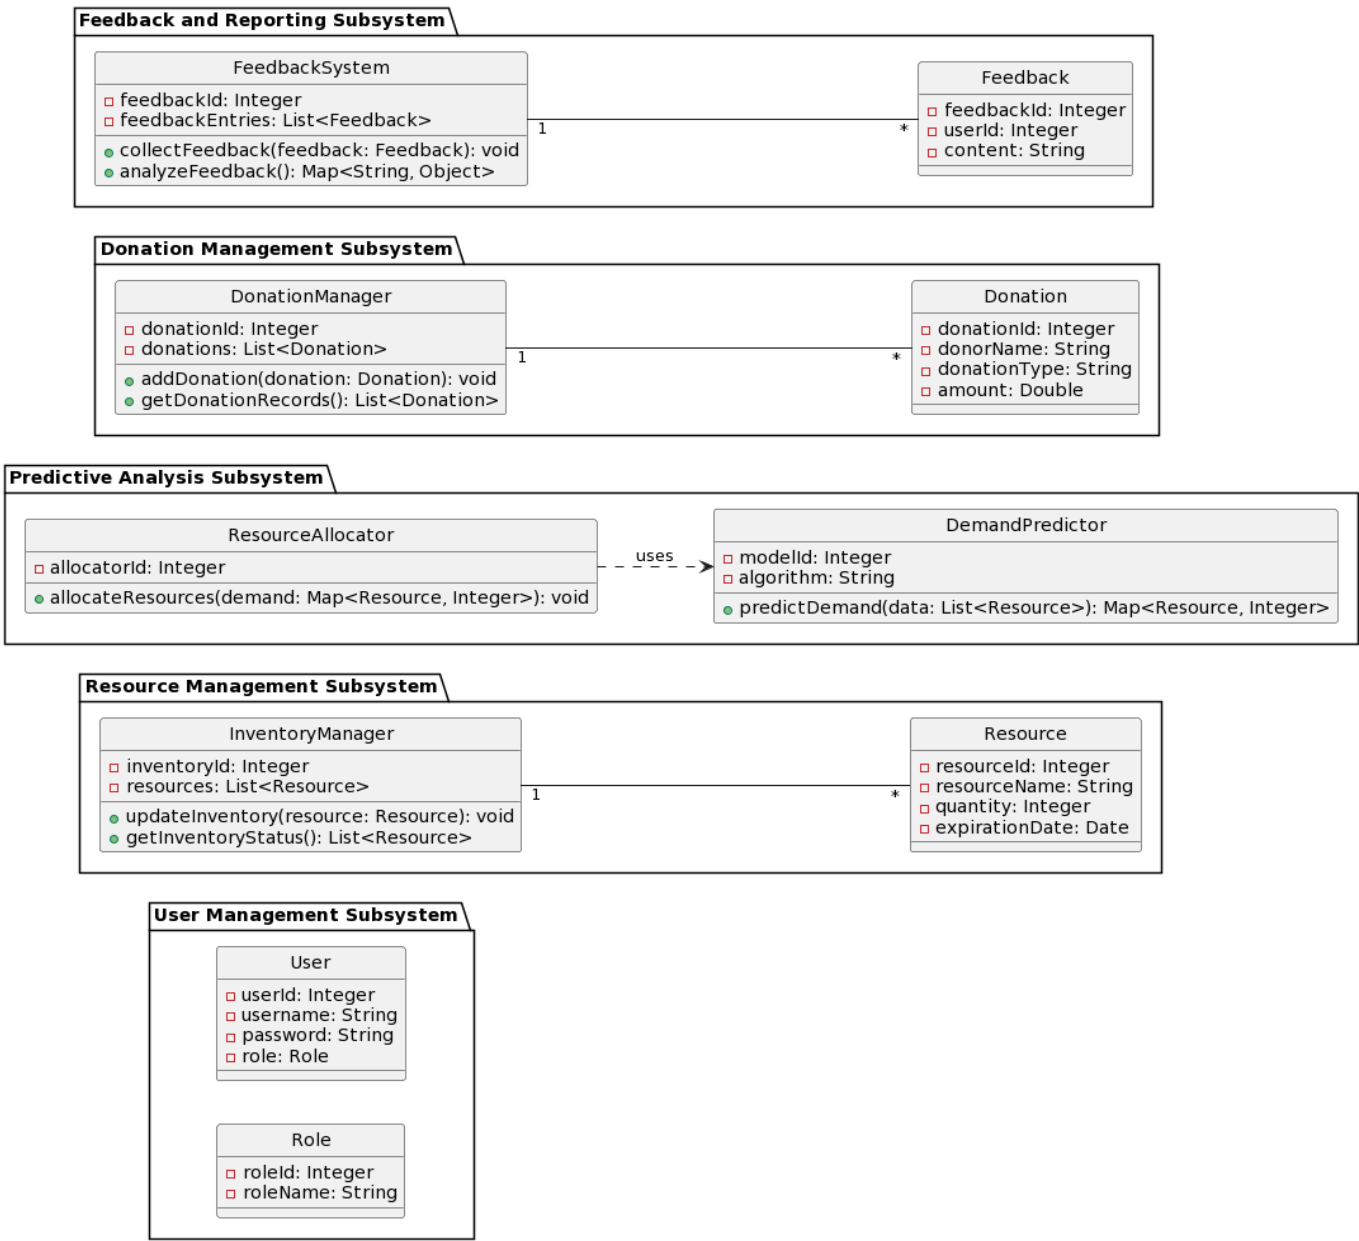 Feedback and Reporting Subsystem
FeedbackSystem
feedbackId: Integer
feedbackEntries: List<Feedback>
collectFeedback(feedback: Feedback): void
analyzeFeedback(): Map<String, Object>
1
*
Feedback
feedbackId: Integer
userId: Integer
content: String
Donation Management Subsystem
DonationManager
donationId: Integer
donations: List<Donation>
addDonation(donation: Donation): void
getDonationRecords(): List<Donation>
1
*
Donation
donationId: Integer
donorName: String
donationType: String
amount: Double
Predictive Analysis Subsystem
ResourceAllocator
allocatorId: Integer
allocateResources(demand: Map<Resource, Integer>): void
uses
DemandPredictor
modelId: Integer
algorithm: String
predictDemand(data: List<Resource>): Map<Resource, Integer>
Resource Management Subsystem
InventoryManager
inventoryId: Integer
resources: List<Resource>
updateInventory(resource: Resource): void
getInventoryStatus(): List<Resource>
1
*
Resource
resourceId: Integer
resourceName: String
quantity: Integer
expirationDate: Date
User Management Subsystem
User
userId: Integer
username: String
password: String
role: Role
Role
roleId: Integer
roleName: String